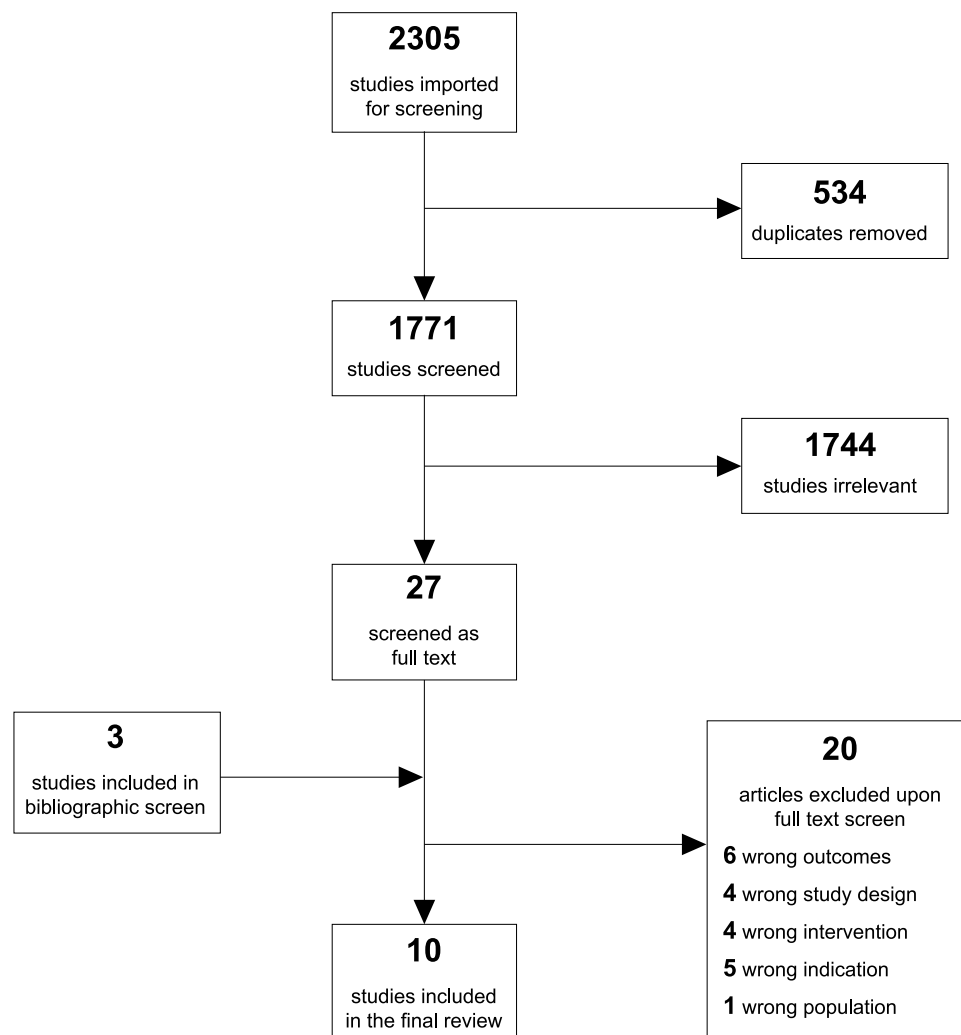 2305
studies imported
for screening
534
duplicates removed
1771
studies screened
1744
studies irrelevant
27
screened as
full text
3
studies included in
bibliographic screen
20
articles excluded upon
full text screen
6 wrong outcomes
4 wrong study design
4 wrong intervention
5 wrong indication
1 wrong population
10
studies included
in the final review